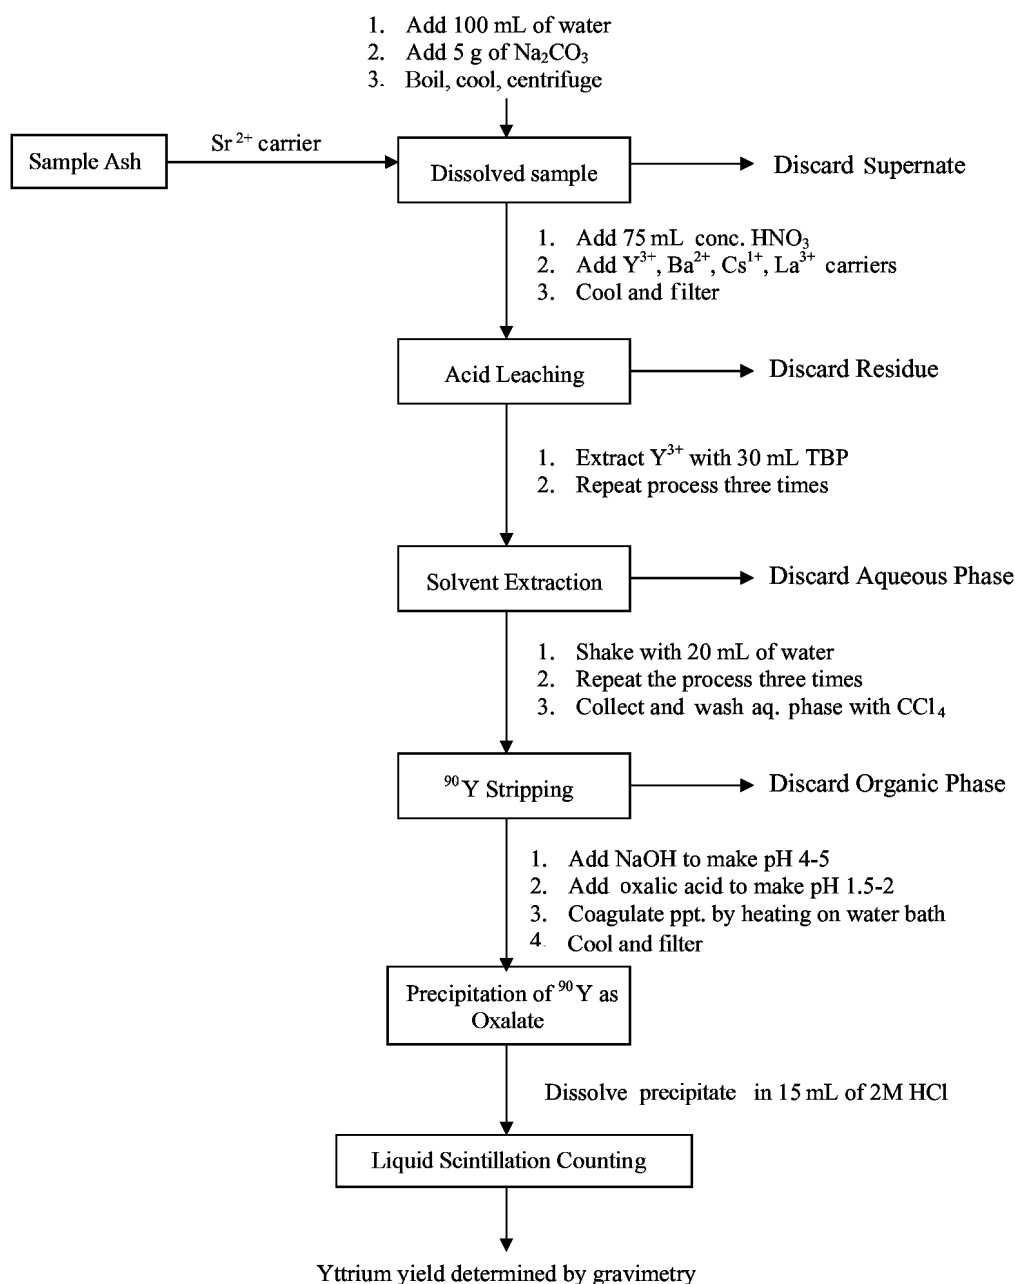 1. Add 100 mL of water
2. Add 5 g of Na₂CO₃
3. Boil, cool, centrifuge
Sample Ash
Sr²⁺ carrier
Dissolved sample
Discard Supernate
1. Add 75 mL conc. HNO₃
2. Add Y³⁺, Ba²⁺, Cs¹⁺, La³⁺ carriers
3. Cool and filter
Acid Leaching
Discard Residue
1. Extract Y³⁺ with 30 mL TBP
2. Repeat process three times
Solvent Extraction
Discard Aqueous Phase
1. Shake with 20 mL of water
2. Repeat the process three times
3. Collect and wash aq. phase with CCl₄
⁹⁰Y Stripping
Discard Organic Phase
1. Add NaOH to make pH 4-5
2. Add oxalic acid to make pH 1.5-2
3. Coagulate ppt. by heating on water bath
4. Cool and filter
Precipitation of ⁹⁰Y as
Oxalate
Dissolve precipitate in 15 mL of 2M HCl
Liquid Scintillation Counting
Yttrium yield determined by gravimetry